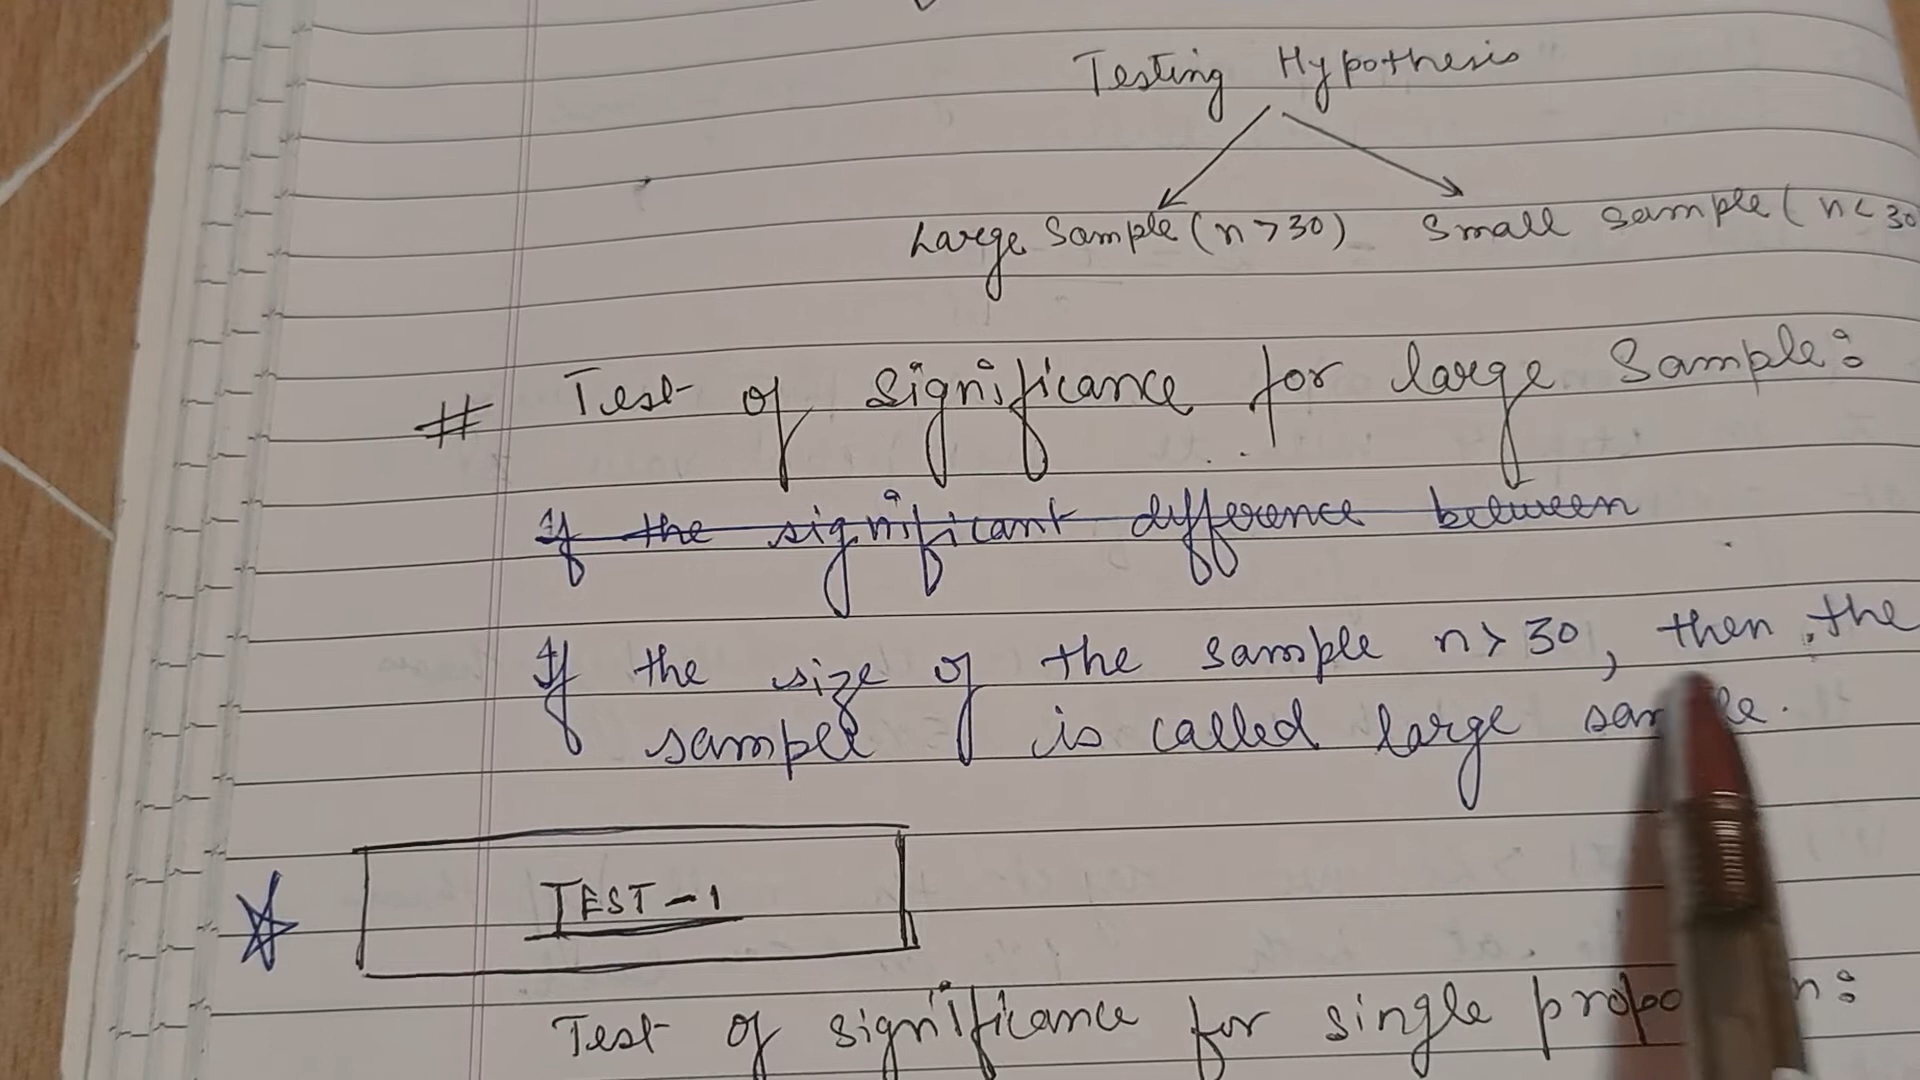 Testing Hypothesis
Large Sample (n > 30) Small Sample (n < 30
# Test of significance for large Sample:
If the significant difference between
If the size of the sample n > 30, then the
sample is called large sample.
TEST-1
Test of significance for single